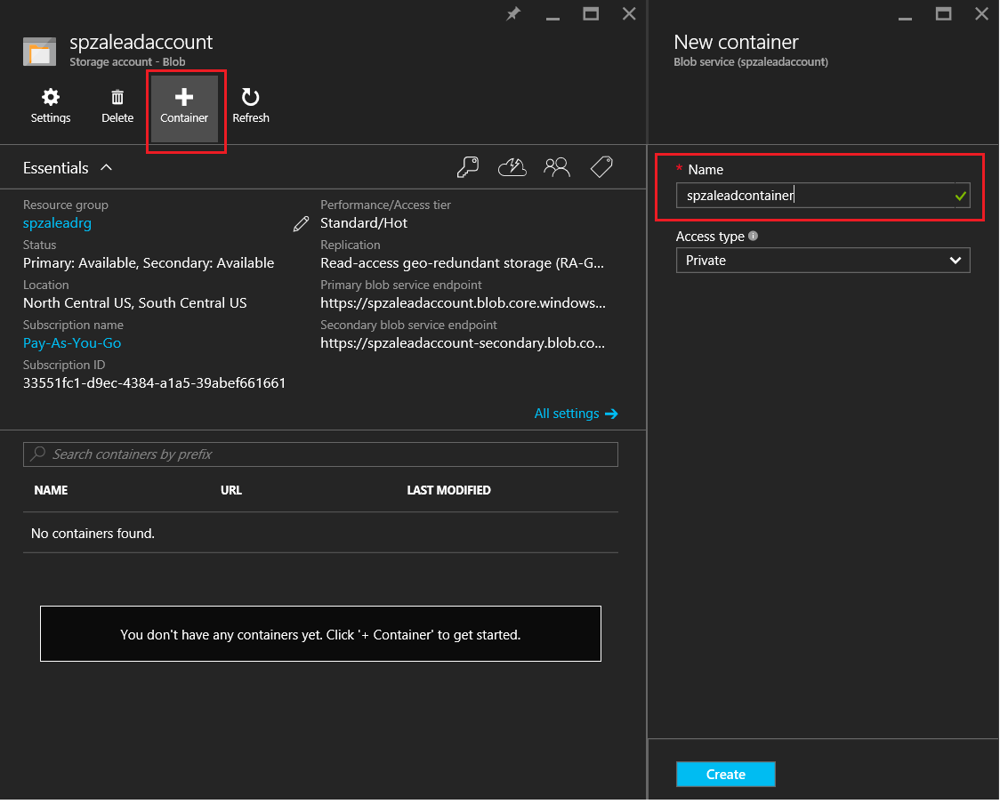 spzaleadaccount
Storage account - Blob
Settings
Delete
Container
Refresh
Essentials
Resource group
spzaleadrg
Status
Primary: Available, Secondary: Available
Location
North Central US, South Central US
Subscription name
Pay-As-You-Go
Subscription ID
33551fc1-d9ec-4384-a1a5-39abef661661
Performance/Access tier
Standard/Hot
Replication
Read-access geo-redundant storage (RA-G...
Primary blob service endpoint
https://spzaleadaccount.blob.core.windows...
Secondary blob service endpoint
https://spzaleadaccount-secondary.blob.co...
All settings
Search containers by prefix
NAME URL LAST MODIFIED
No containers found.
You don't have any containers yet. Click '+ Container' to get started.
New container
Blob service (spzaleadaccount)
* Name
spzaleadcontainer
Access type
Private
Create